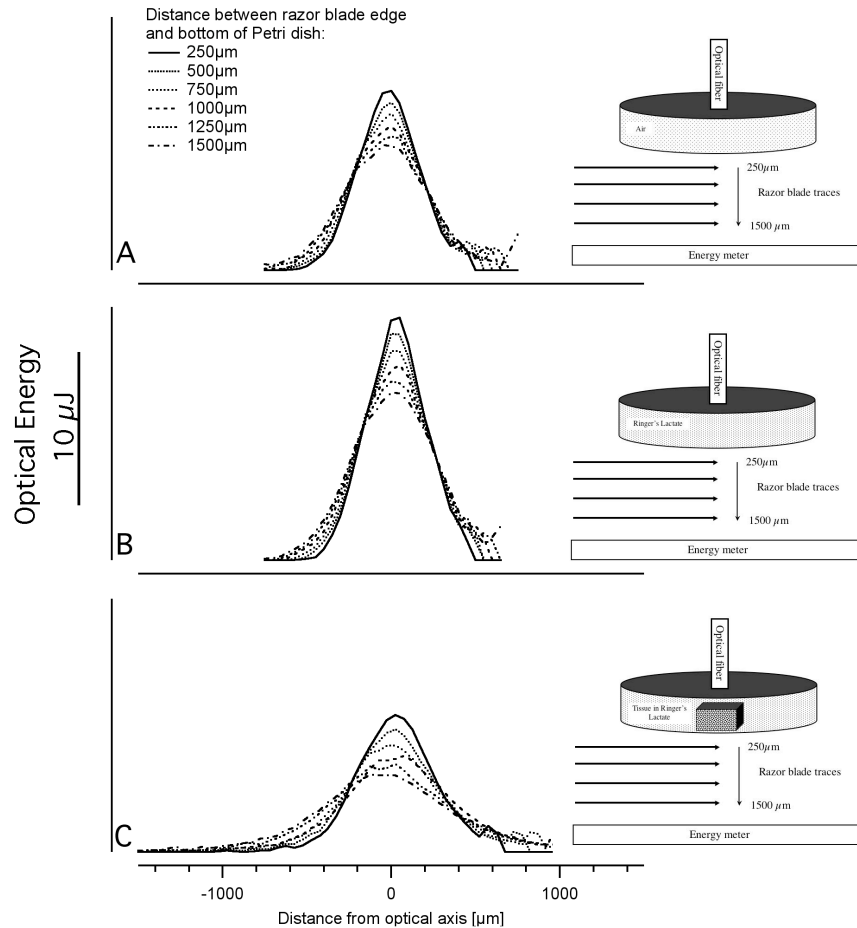 Distance between razor blade edge
and bottom of Petri dish:
250µm
500µm
750µm
1000µm
1250µm
1500µm
A
Optical fiber
Air
250µm
Razor blade traces
1500 µm
Energy meter
Optical Energy
10 µJ
B
Optical fiber
Ringer's Lactate
250µm
Razor blade traces
1500 µm
Energy meter
C
Optical fiber
Tissue in Ringer's
Lactate
250µm
Razor blade traces
1500 µm
Energy meter
-1000
0
1000
Distance from optical axis [µm]